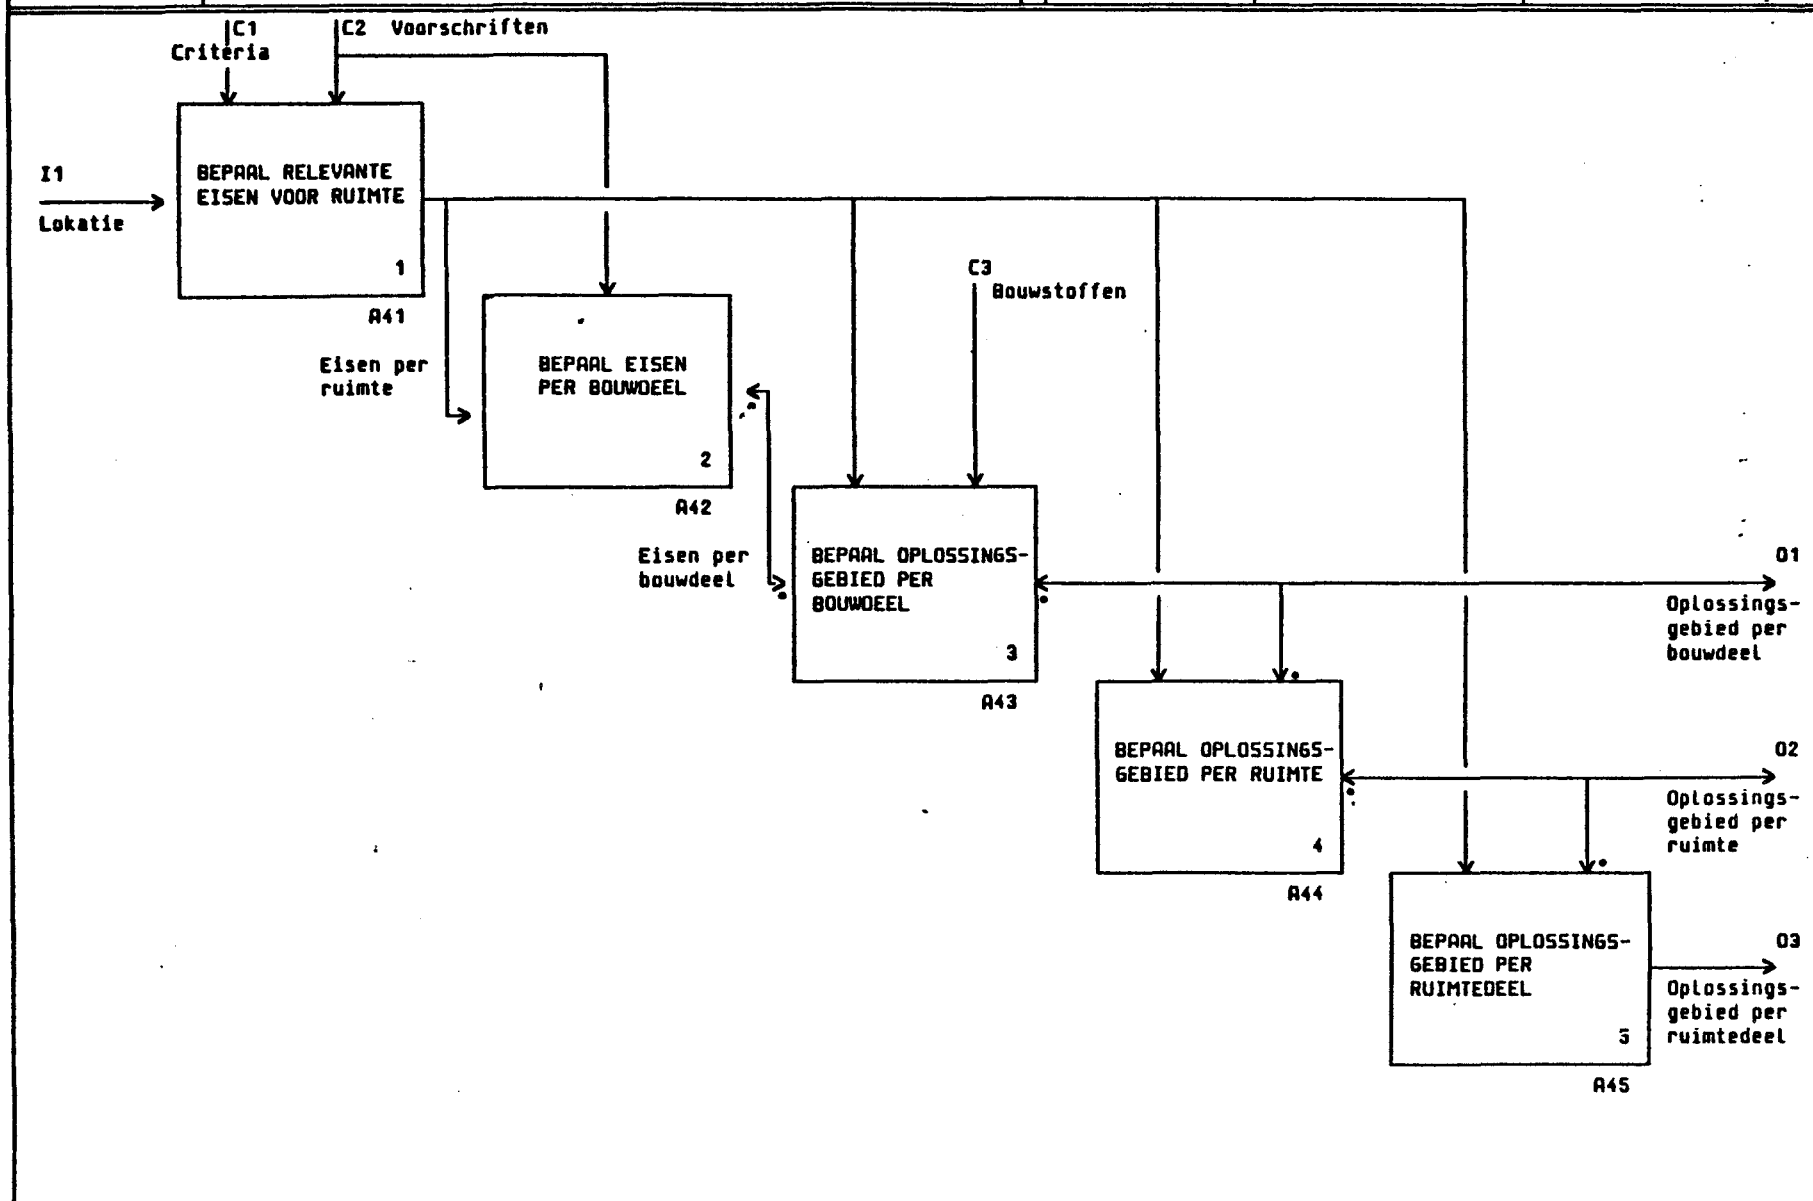 C1
Criteria
C2 Voorschriften
I1
Lokatie
BEPAAL RELEVANTE
EISEN VOOR RUIMTE
1
A41
Eisen per
ruimte
BEPAAL EISEN
PER BOUWDEEL
2
A42
C3
Bouwstoffen
Eisen per
bouwdeel
BEPAAL OPLOSSINGS-
GEBIED PER
BOUWDEEL
3
A43
O1
Oplossings-
gebied per
bouwdeel
BEPAAL OPLOSSINGS-
GEBIED PER RUIMTE
4
A44
O2
Oplossings-
gebied per
ruimte
BEPAAL OPLOSSINGS-
GEBIED PER
RUIMTEDEEL
5
A45
O3
Oplossings-
gebied per
ruimtedeel